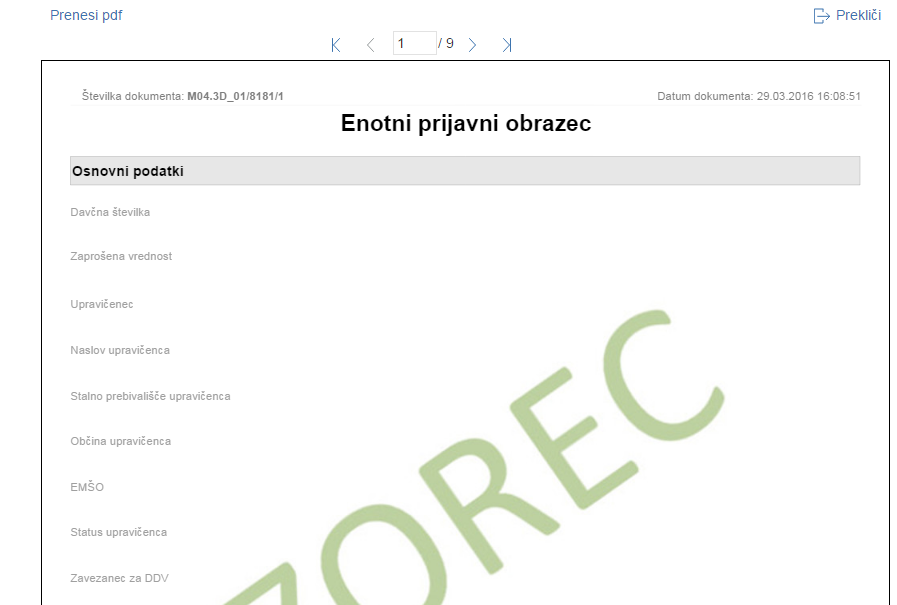 Prenesi pdf Prekliči
1 / 9
Številka dokumenta: M04.3D_01/8181/1 Datum dokumenta: 29.03.2016 16:08:51
Enotni prijavni obrazec
Osnovni podatki
Davčna številka
Zaprošena vrednost
Upravičenec
Naslov upravičenca
Stalno prebivališče upravičenca
Občina upravičenca
EMŠO
Status upravičenca
Zavezanec za DDV
ZOREC